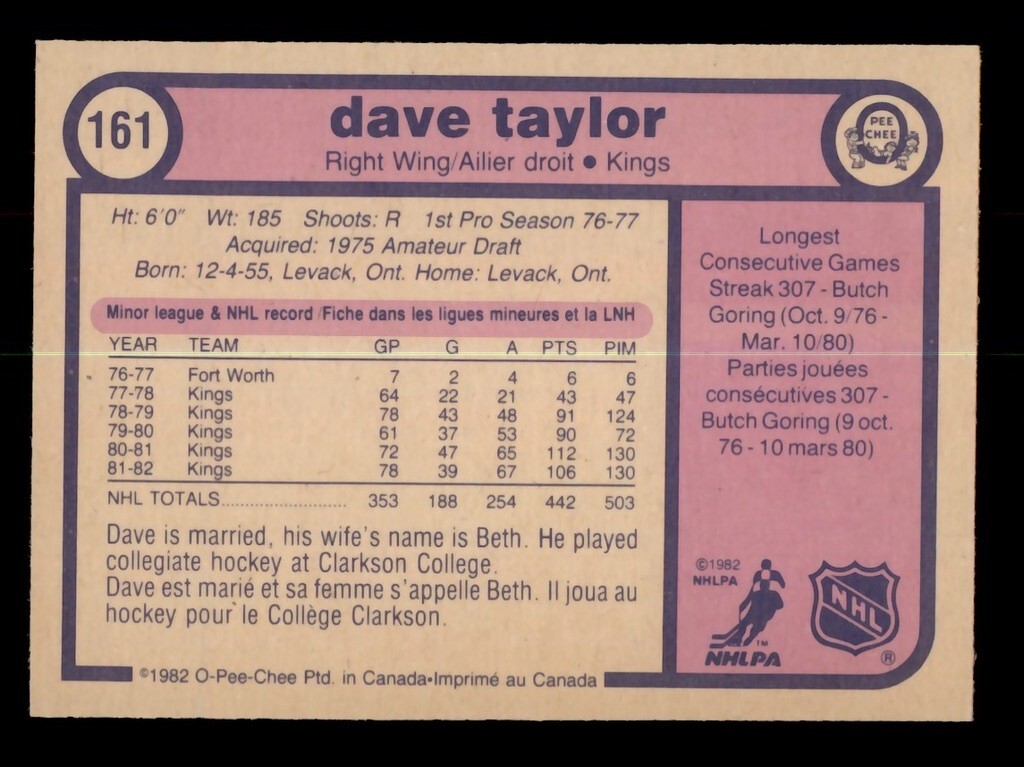 161
dave taylor
Right Wing/Ailier droit ● Kings
PEE
CHEE
Ht: 6'0" Wt: 185 Shoots: R 1st Pro Season 76-77
Acquired: 1975 Amateur Draft
Born: 12-4-55, Levack, Ont. Home: Levack, Ont.
Minor league & NHL record/Fiche dans les ligues mineures et la LNH
YEAR TEAM GP G A PTS PIM
76-77 Fort Worth 7 2 4 6 6
77-78 Kings 64 22 21 43 47
78-79 Kings 78 43 48 91 124
79-80 Kings 61 37 53 90 72
80-81 Kings 72 47 65 112 130
81-82 Kings 78 39 67 106 130
NHL TOTALS............................ 353 188 254 442 503
Dave is married, his wife's name is Beth. He played
collegiate hockey at Clarkson College.
Dave est marié et sa femme s'appelle Beth. Il joua au
hockey pour le Collège Clarkson.
©1982 O-Pee-Chee Ptd. in Canada•Imprimé au Canada
Longest
Consecutive Games
Streak 307 - Butch
Goring (Oct. 9/76 -
Mar. 10/80)
Parties jouées
consécutives 307 -
Butch Goring (9 oct.
76 - 10 mars 80)
©1982
NHLPA
TM
NHLPA
NHL
®